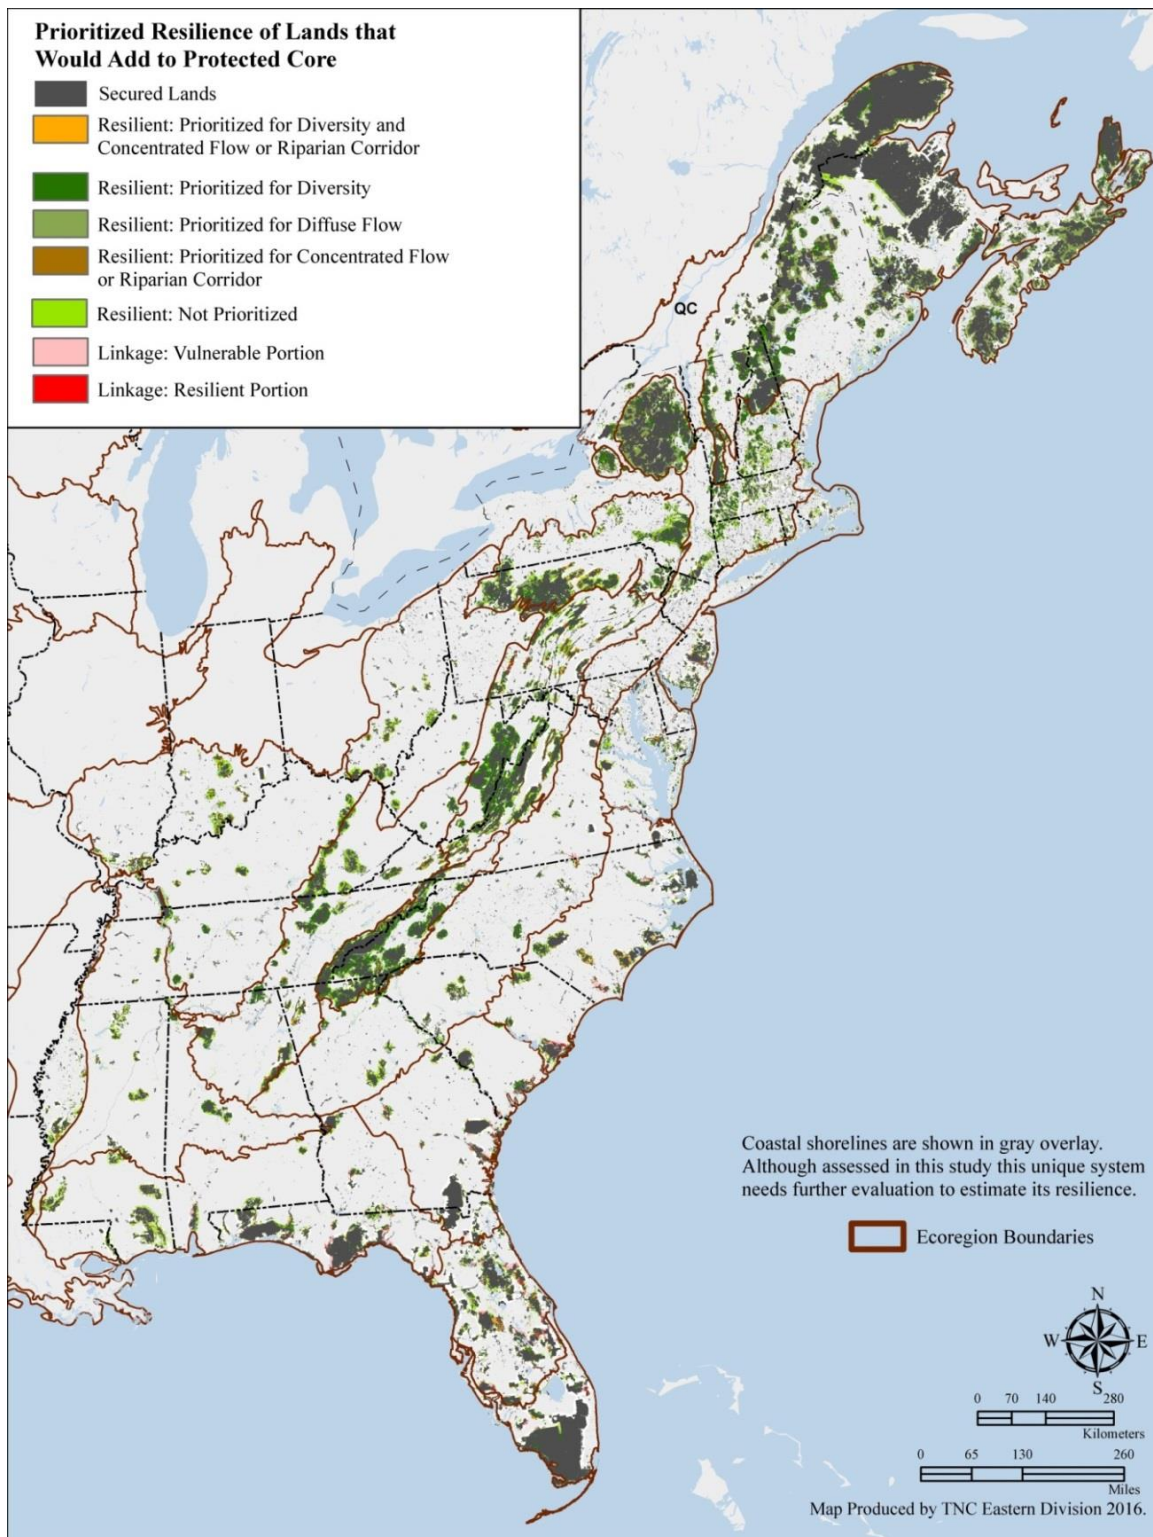 Prioritized Resilience of Lands that
Would Add to Protected Core
Secured Lands
Resilient: Prioritized for Diversity and
Concentrated Flow or Riparian Corridor
Resilient: Prioritized for Diversity
Resilient: Prioritized for Diffuse Flow
Resilient: Prioritized for Concentrated Flow
or Riparian Corridor
Resilient: Not Prioritized
Linkage: Vulnerable Portion
Linkage: Resilient Portion
QC
Coastal shorelines are shown in gray overlay.
Although assessed in this study this unique system
needs further evaluation to estimate its resilience.
Ecoregion Boundaries
N
W E
S
0 70 140 280
Kilometers
0 65 130 260
Miles
Map Produced by TNC Eastern Division 2016.